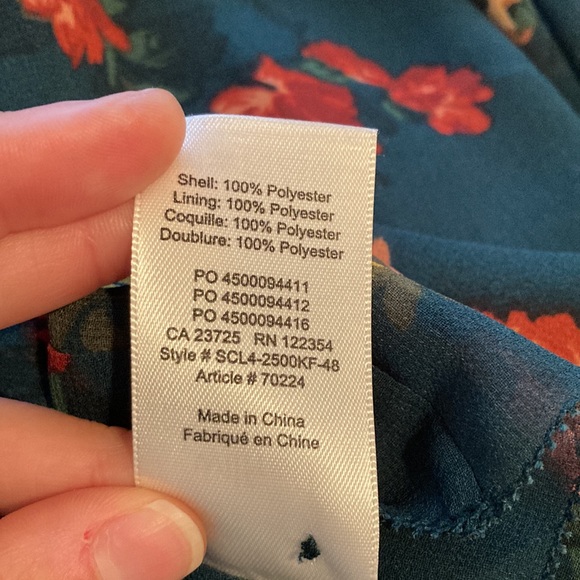 Shell: 100% Polyester
Lining: 100% Polyester
Coquille: 100% Polyester
Doublure: 100% Polyester
PO 4500094411
PO 4500094412
PO 4500094416
CA 23725 RN 122354
Style # SCL4-2500KF-48
Article # 70224
Made in China
Fabriqué en Chine